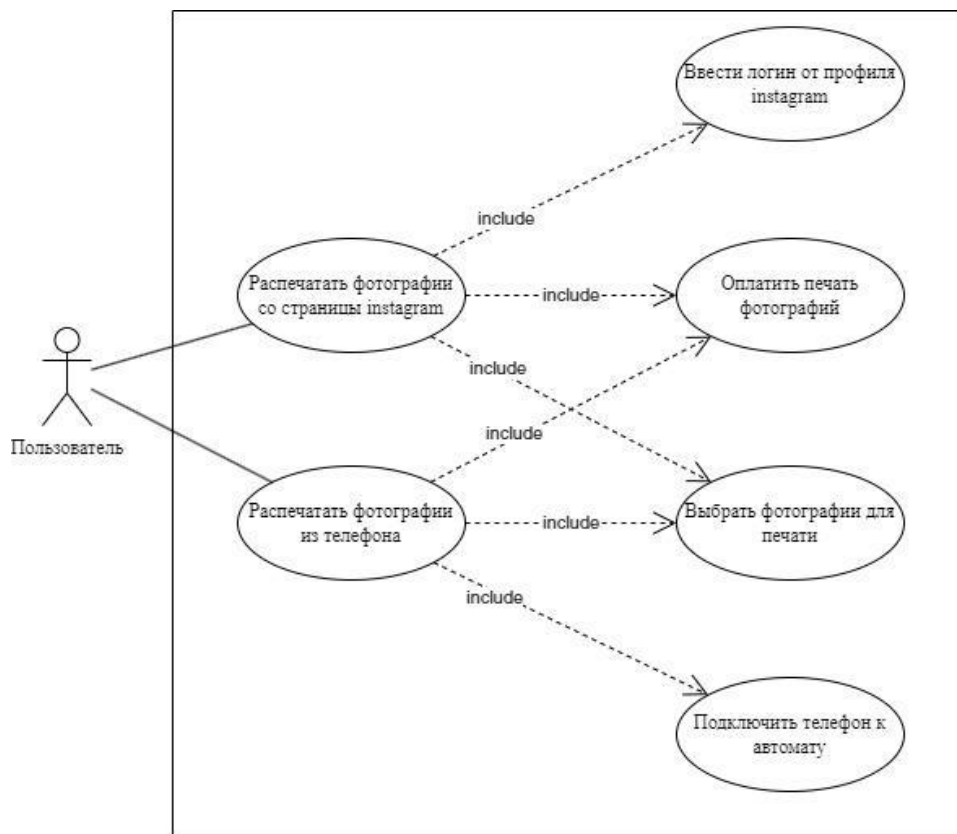 Ввести логин от профиля
instagram
include
Распечатать фотографии
со страницы instagram
include
Оплатить печать
фотографий
include
Пользователь
include
Распечатать фотографии
из телефона
include
Выбрать фотографии для
печати
include
Подключить телефон к
автомату